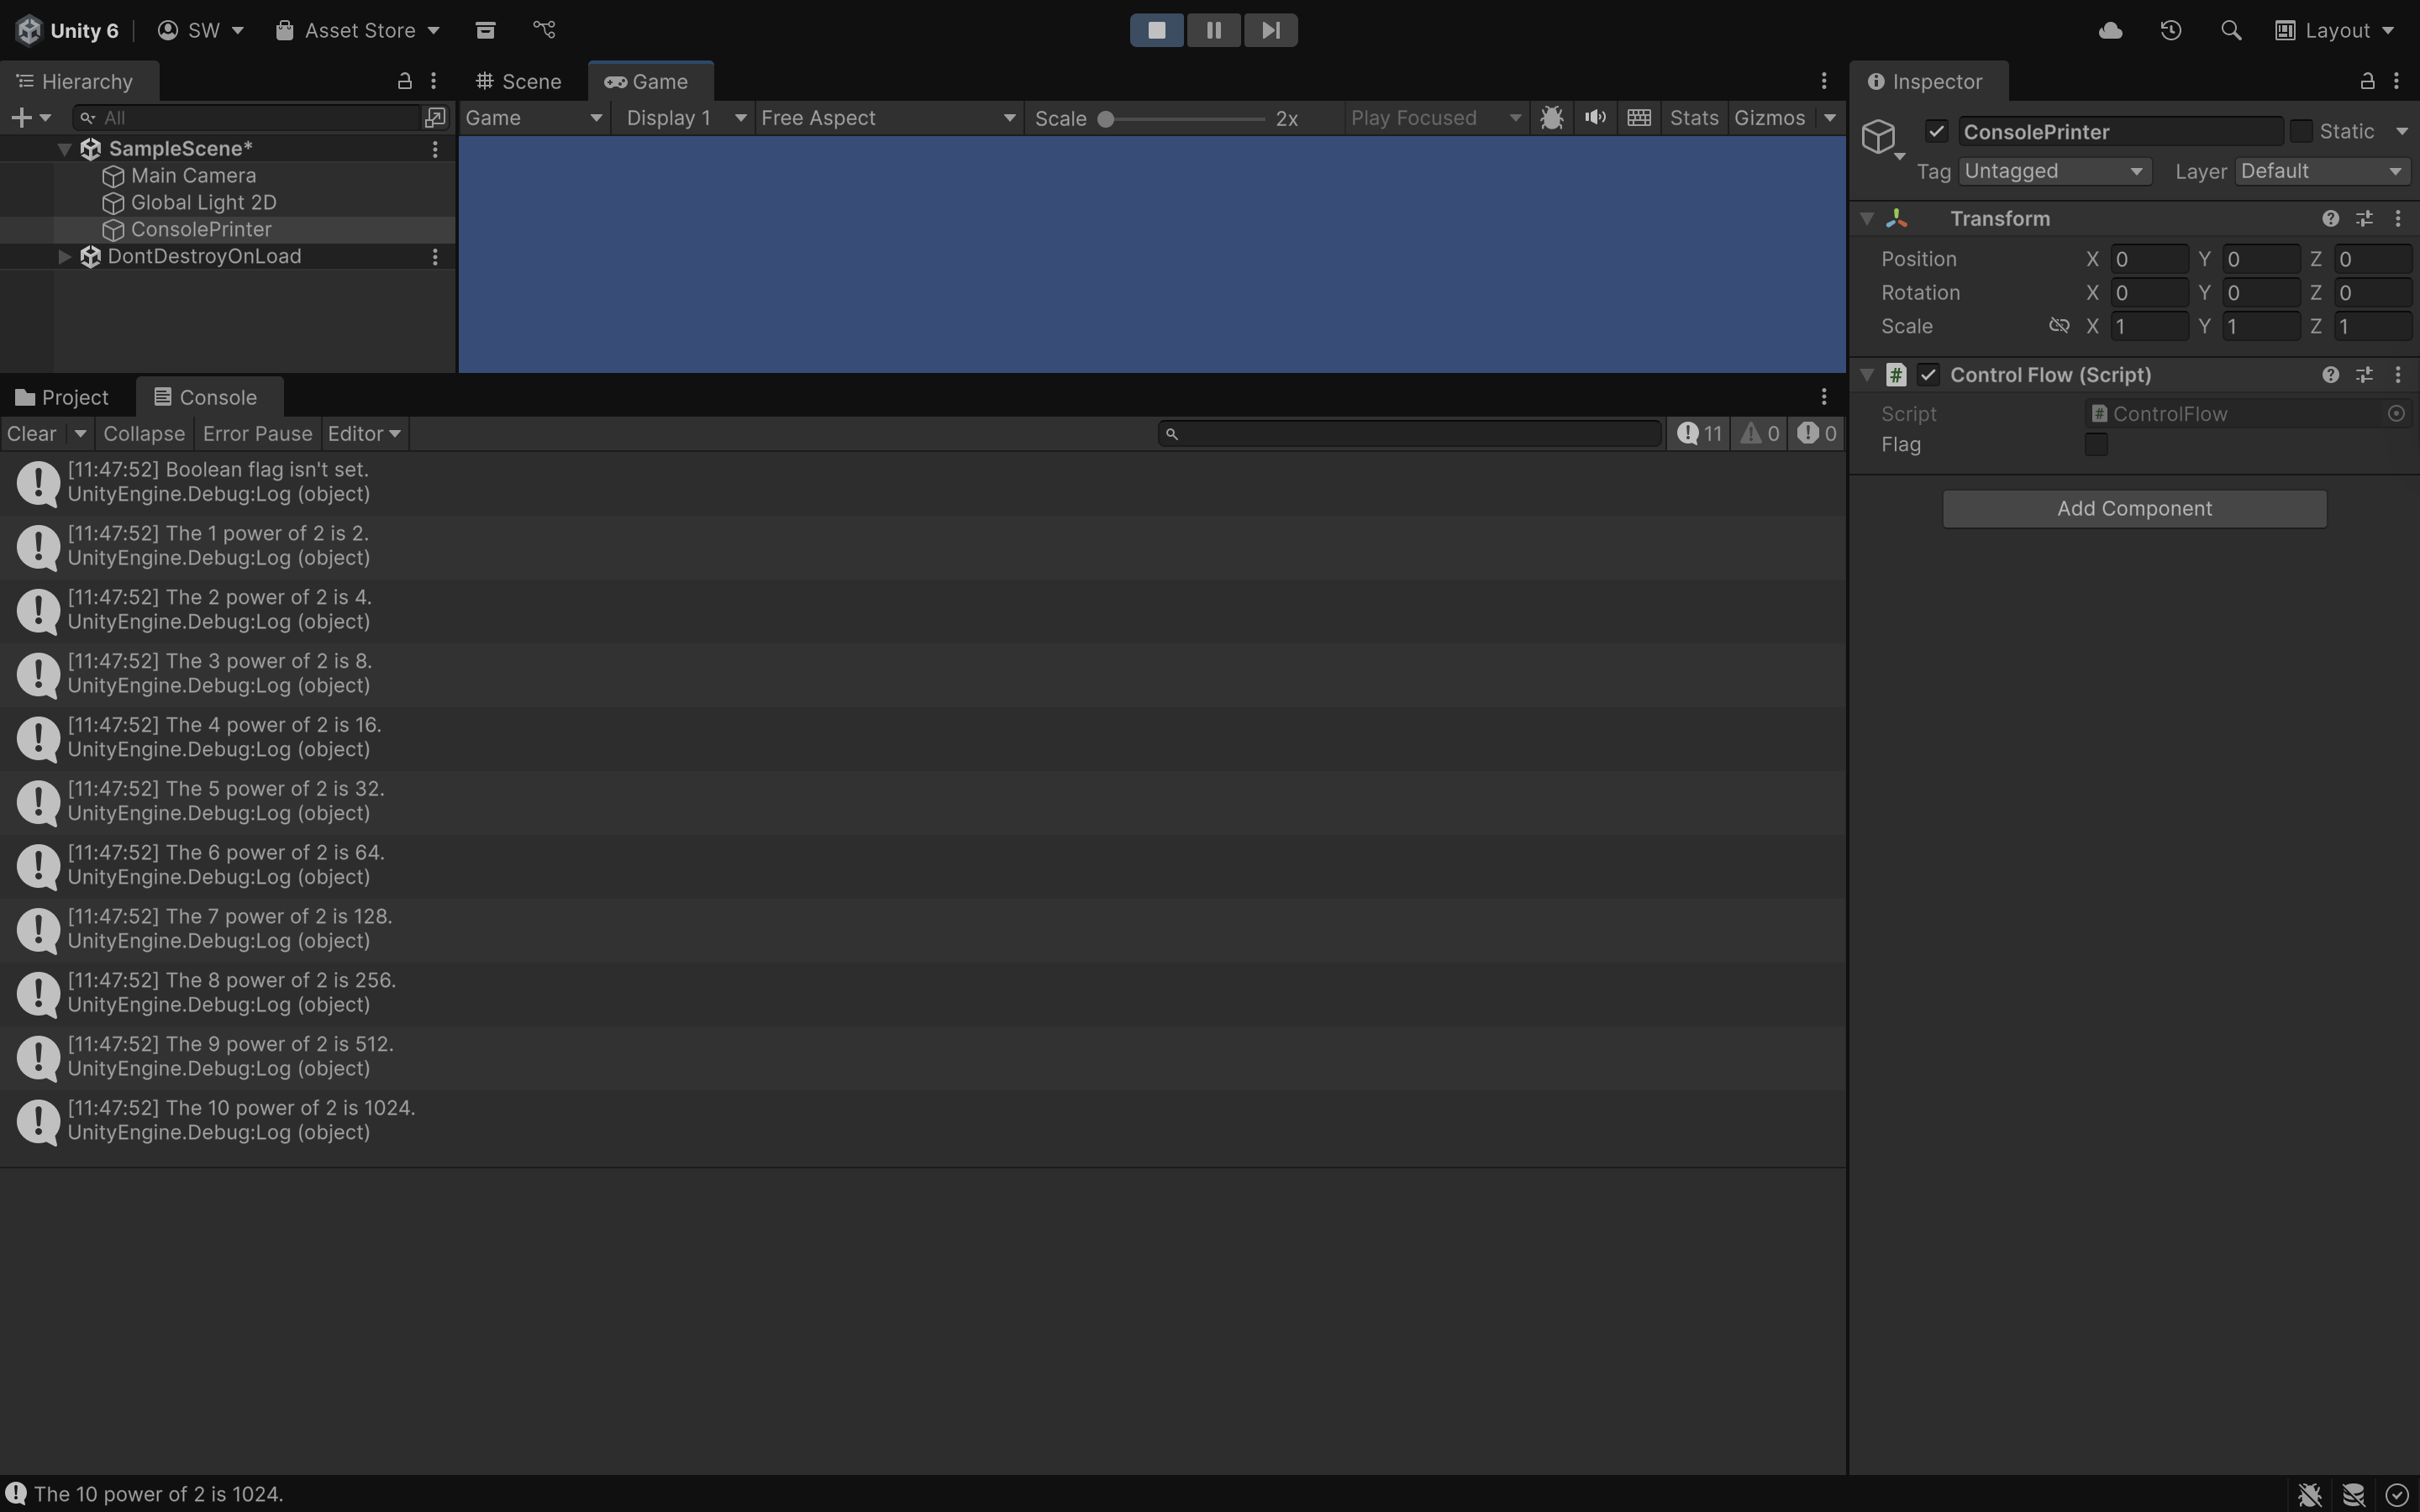 Unity 6 SW Asset Store Layout
Hierarchy
All
SampleScene*
Main Camera
Global Light 2D
ConsolePrinter
DontDestroyOnLoad
Scene Game
Game Display 1 Free Aspect Scale 2x Play Focused Stats Gizmos
Project Console
Clear Collapse Error Pause Editor 11 0 0
[11:47:52] Boolean flag isn't set.
UnityEngine.Debug:Log (object)
[11:47:52] The 1 power of 2 is 2.
UnityEngine.Debug:Log (object)
[11:47:52] The 2 power of 2 is 4.
UnityEngine.Debug:Log (object)
[11:47:52] The 3 power of 2 is 8.
UnityEngine.Debug:Log (object)
[11:47:52] The 4 power of 2 is 16.
UnityEngine.Debug:Log (object)
[11:47:52] The 5 power of 2 is 32.
UnityEngine.Debug:Log (object)
[11:47:52] The 6 power of 2 is 64.
UnityEngine.Debug:Log (object)
[11:47:52] The 7 power of 2 is 128.
UnityEngine.Debug:Log (object)
[11:47:52] The 8 power of 2 is 256.
UnityEngine.Debug:Log (object)
[11:47:52] The 9 power of 2 is 512.
UnityEngine.Debug:Log (object)
[11:47:52] The 10 power of 2 is 1024.
UnityEngine.Debug:Log (object)
Inspector
ConsolePrinter Static
Tag Untagged Layer Default
Transform
Position X 0 Y 0 Z 0
Rotation X 0 Y 0 Z 0
Scale X 1 Y 1 Z 1
# Control Flow (Script)
Script # ControlFlow
Flag
Add Component
The 10 power of 2 is 1024.